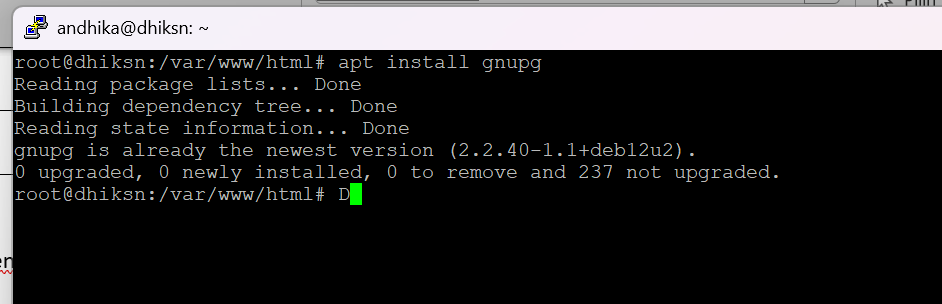 andhika@dhiksn: ~
root@dhiksn:/var/www/html# apt install gnupg
Reading package lists... Done
Building dependency tree... Done
Reading state information... Done
gnupg is already the newest version (2.2.40-1.1+deb12u2).
0 upgraded, 0 newly installed, 0 to remove and 237 not upgraded.
root@dhiksn:/var/www/html# D